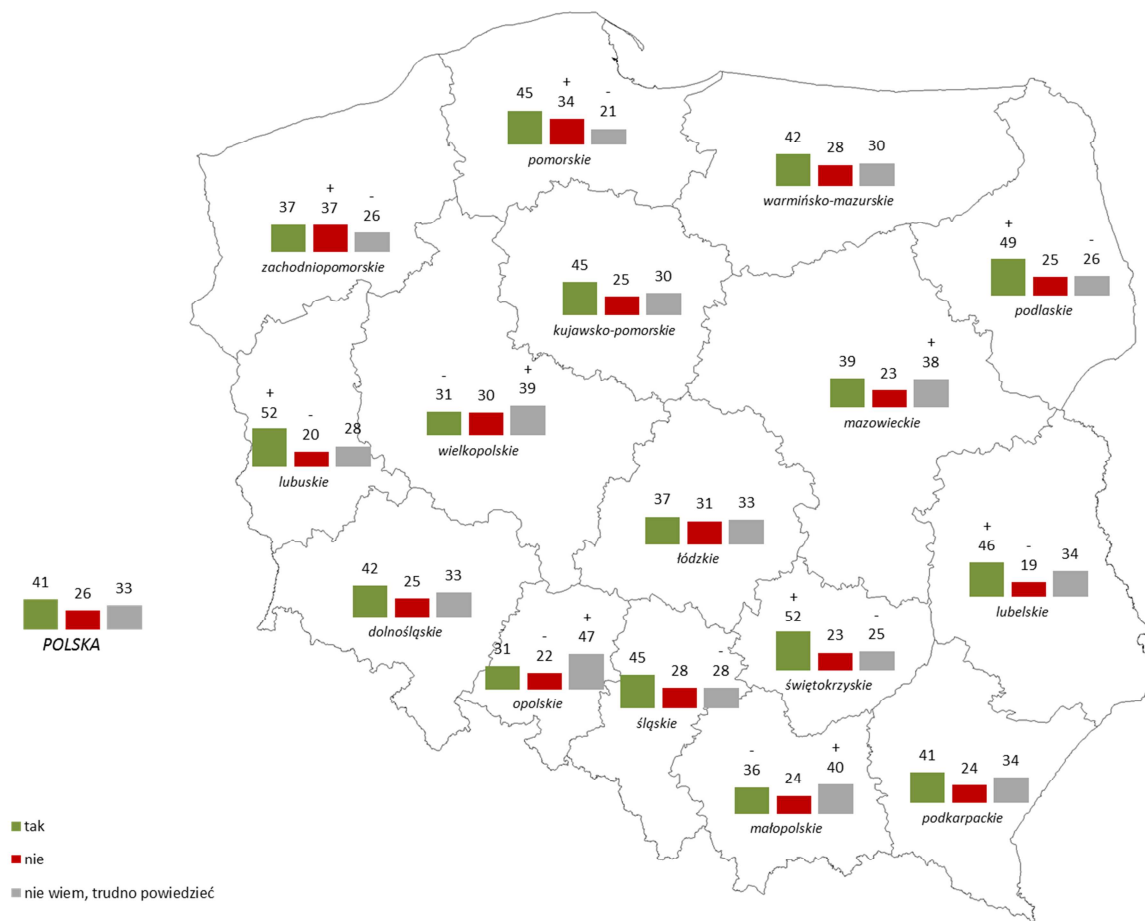 + -
45 34 21
pomorskie
42 28 30
warmińsko-mazurskie
+ -
37 37 26
zachodniopomorskie
+ -
49 25 26
podlaskie
45 25 30
kujawsko-pomorskie
+
39 23 38
mazowieckie
- +
31 30 39
wielkopolskie
+ -
52 20 28
lubuskie
37 31 33
łódzkie
+ -
46 19 34
lubelskie
41 26 33
POLSKA
42 25 33
dolnośląskie
- +
31 22 47
opolskie
-
45 28 28
śląskie
+ -
52 23 25
świętokrzyskie
- +
36 24 40
małopolskie
41 24 34
podkarpackie
tak
nie
nie wiem, trudno powiedzieć